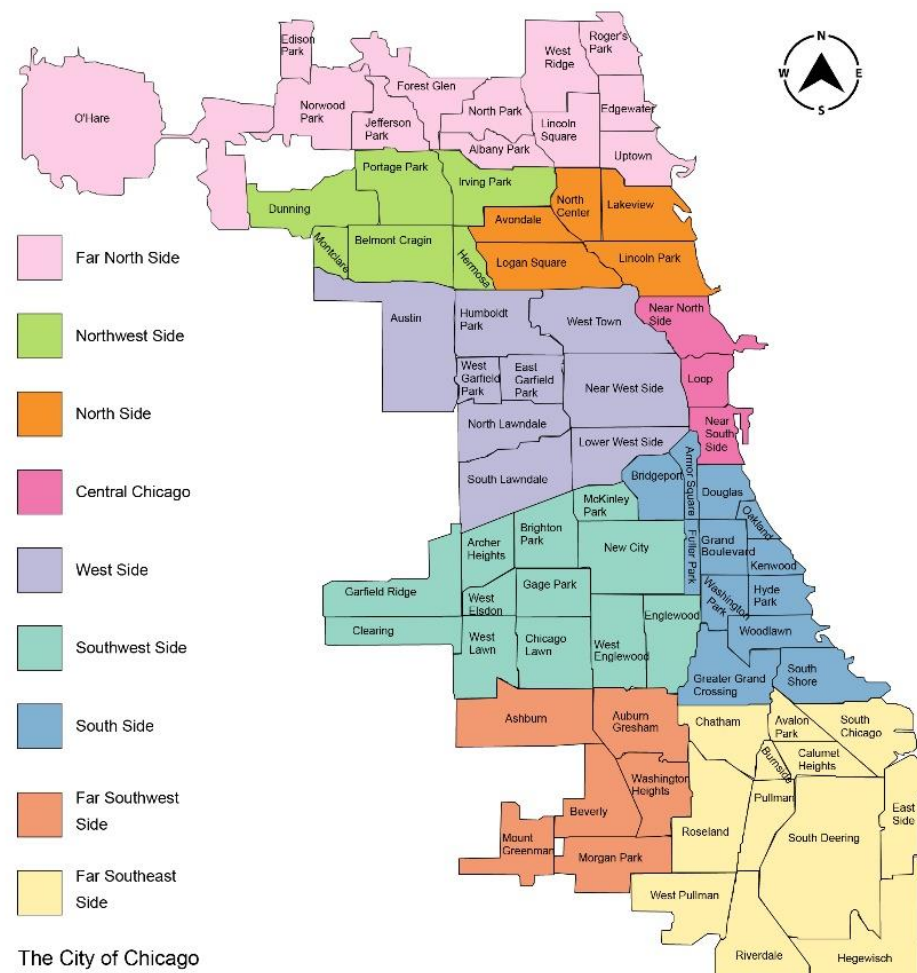 N
W
E
S
Edison
Park
Roger's
Park
West
Ridge
O'Hare
Norwood
Park
Forest Glen
North Park
Edgewater
Jefferson
Park
Lincoln
Square
Albany Park
Uptown
Portage Park
Irving Park
Dunning
North
Center
Lakeview
Avondale
Montclare
Belmont Cragin
Hermosa
Logan Square
Lincoln Park
Austin
Humboldt
Park
West Town
Near North
Side
West
Garfield
Park
East
Garfield
Park
Near West Side
Loop
North Lawndale
Near
South
Side
Lower West Side
South Lawndale
Bridgeport
Armor Square
Douglas
McKinley
Park
Oakland
Brighton
Park
Archer
Heights
New City
Fuller Park
Grand
Boulevard
Kenwood
Garfield Ridge
Gage Park
West
Elsdon
Washington
Park
Hyde
Park
Clearing
Englewood
West
Lawn
Chicago
Lawn
West
Englewood
Woodlawn
Greater Grand
Crossing
South
Shore
Ashburn
Auburn
Gresham
Chatham
Avalon
Park
South
Chicago
Burnside
Calumet
Heights
Washington
Heights
Beverly
Pullman
East
Side
Roseland
South Deering
Mount
Greenman
Morgan Park
West Pullman
Riverdale
Hegewisch
Far North Side
Northwest Side
North Side
Central Chicago
West Side
Southwest Side
South Side
Far Southwest
Side
Far Southeast
Side
The City of Chicago